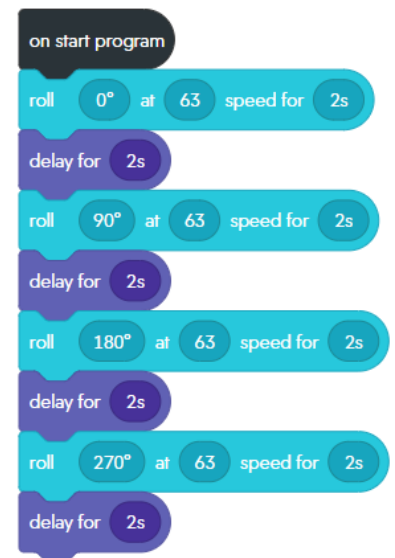 on start program
roll 0° at 63 speed for 2s
delay for 2s
roll 90° at 63 speed for 2s
delay for 2s
roll 180° at 63 speed for 2s
delay for 2s
roll 270° at 63 speed for 2s
delay for 2s